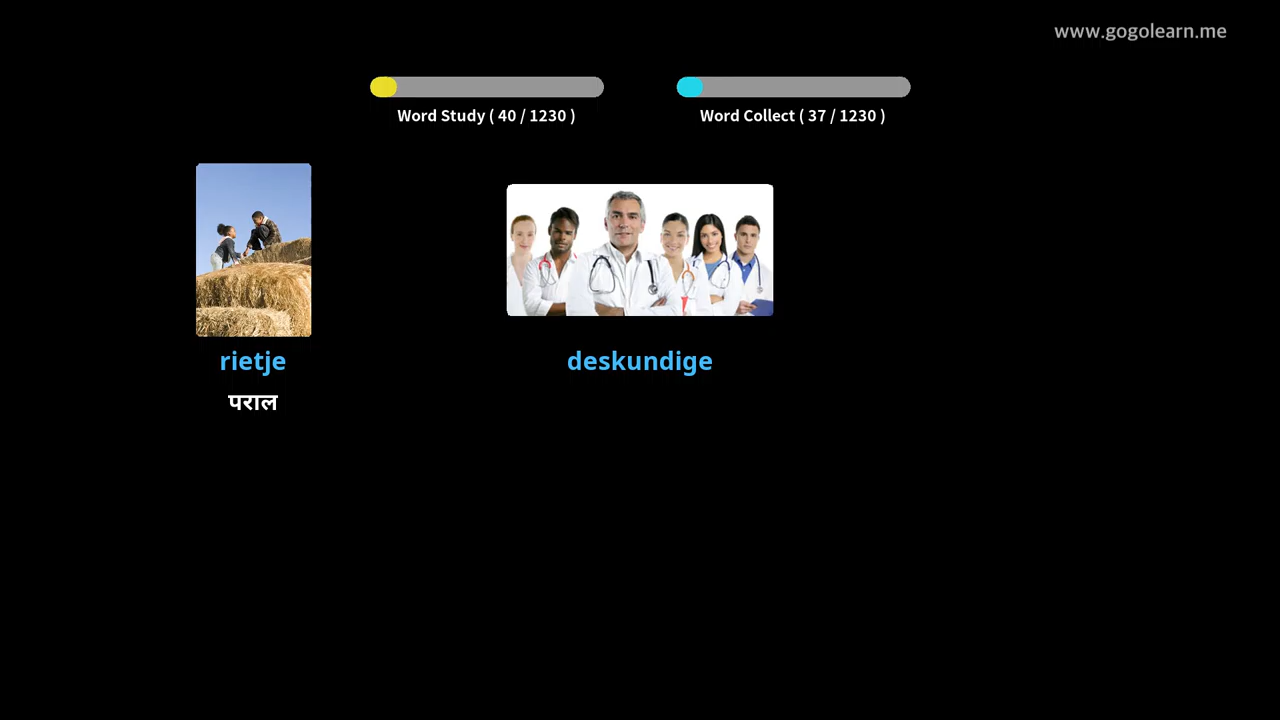 www.gogolearn.me
Word Study ( 40 / 1230 )
Word Collect ( 37 / 1230 )
rietje
deskundige
पराल